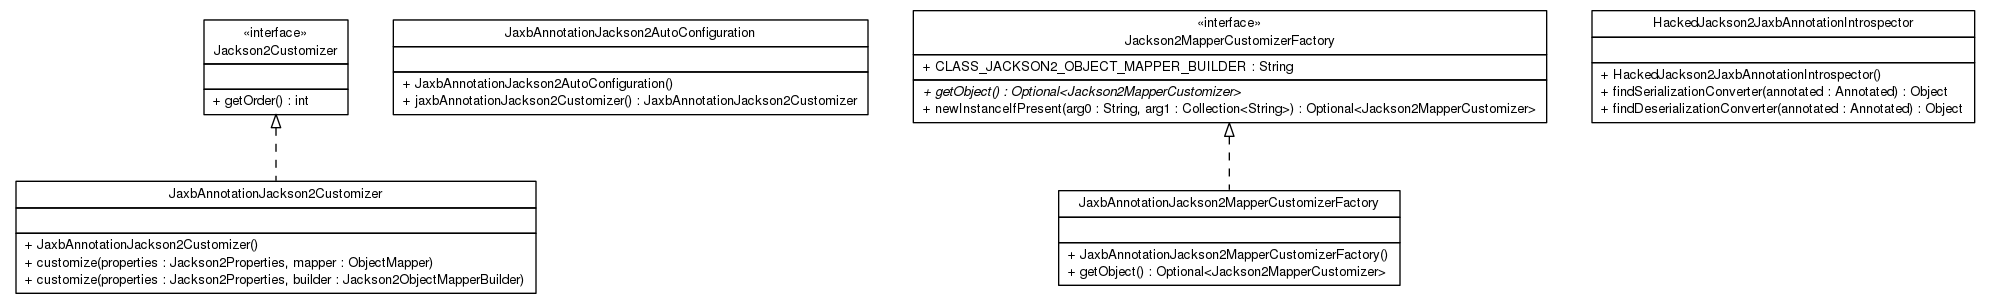 «interface»
Jackson2Customizer
+ getOrder() : int
JaxbAnnotationJackson2Customizer
+ JaxbAnnotationJackson2Customizer()
+ customize(properties : Jackson2Properties, mapper : ObjectMapper)
+ customize(properties : Jackson2Properties, builder : Jackson2ObjectMapperBuilder)
JaxbAnnotationJackson2AutoConfiguration
+ JaxbAnnotationJackson2AutoConfiguration()
+ jaxbAnnotationJackson2Customizer() : JaxbAnnotationJackson2Customizer
«interface»
Jackson2MapperCustomizerFactory
+ CLASS_JACKSON2_OBJECT_MAPPER_BUILDER : String
+ getObject() : Optional<Jackson2MapperCustomizer>
+ newInstanceIfPresent(arg0 : String, arg1 : Collection<String>) : Optional<Jackson2MapperCustomizer>
JaxbAnnotationJackson2MapperCustomizerFactory
+ JaxbAnnotationJackson2MapperCustomizerFactory()
+ getObject() : Optional<Jackson2MapperCustomizer>
HackedJackson2JaxbAnnotationIntrospector
+ HackedJackson2JaxbAnnotationIntrospector()
+ findSerializationConverter(annotated : Annotated) : Object
+ findDeserializationConverter(annotated : Annotated) : Object